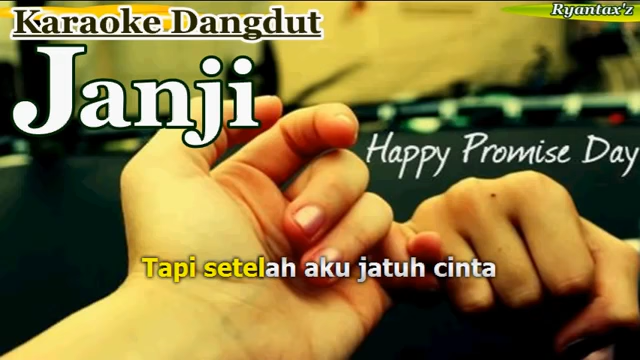 Karaoke Dangdut
Ryantax'z
Janji
Happy Promise Day
Tapi setelah aku jatuh cinta